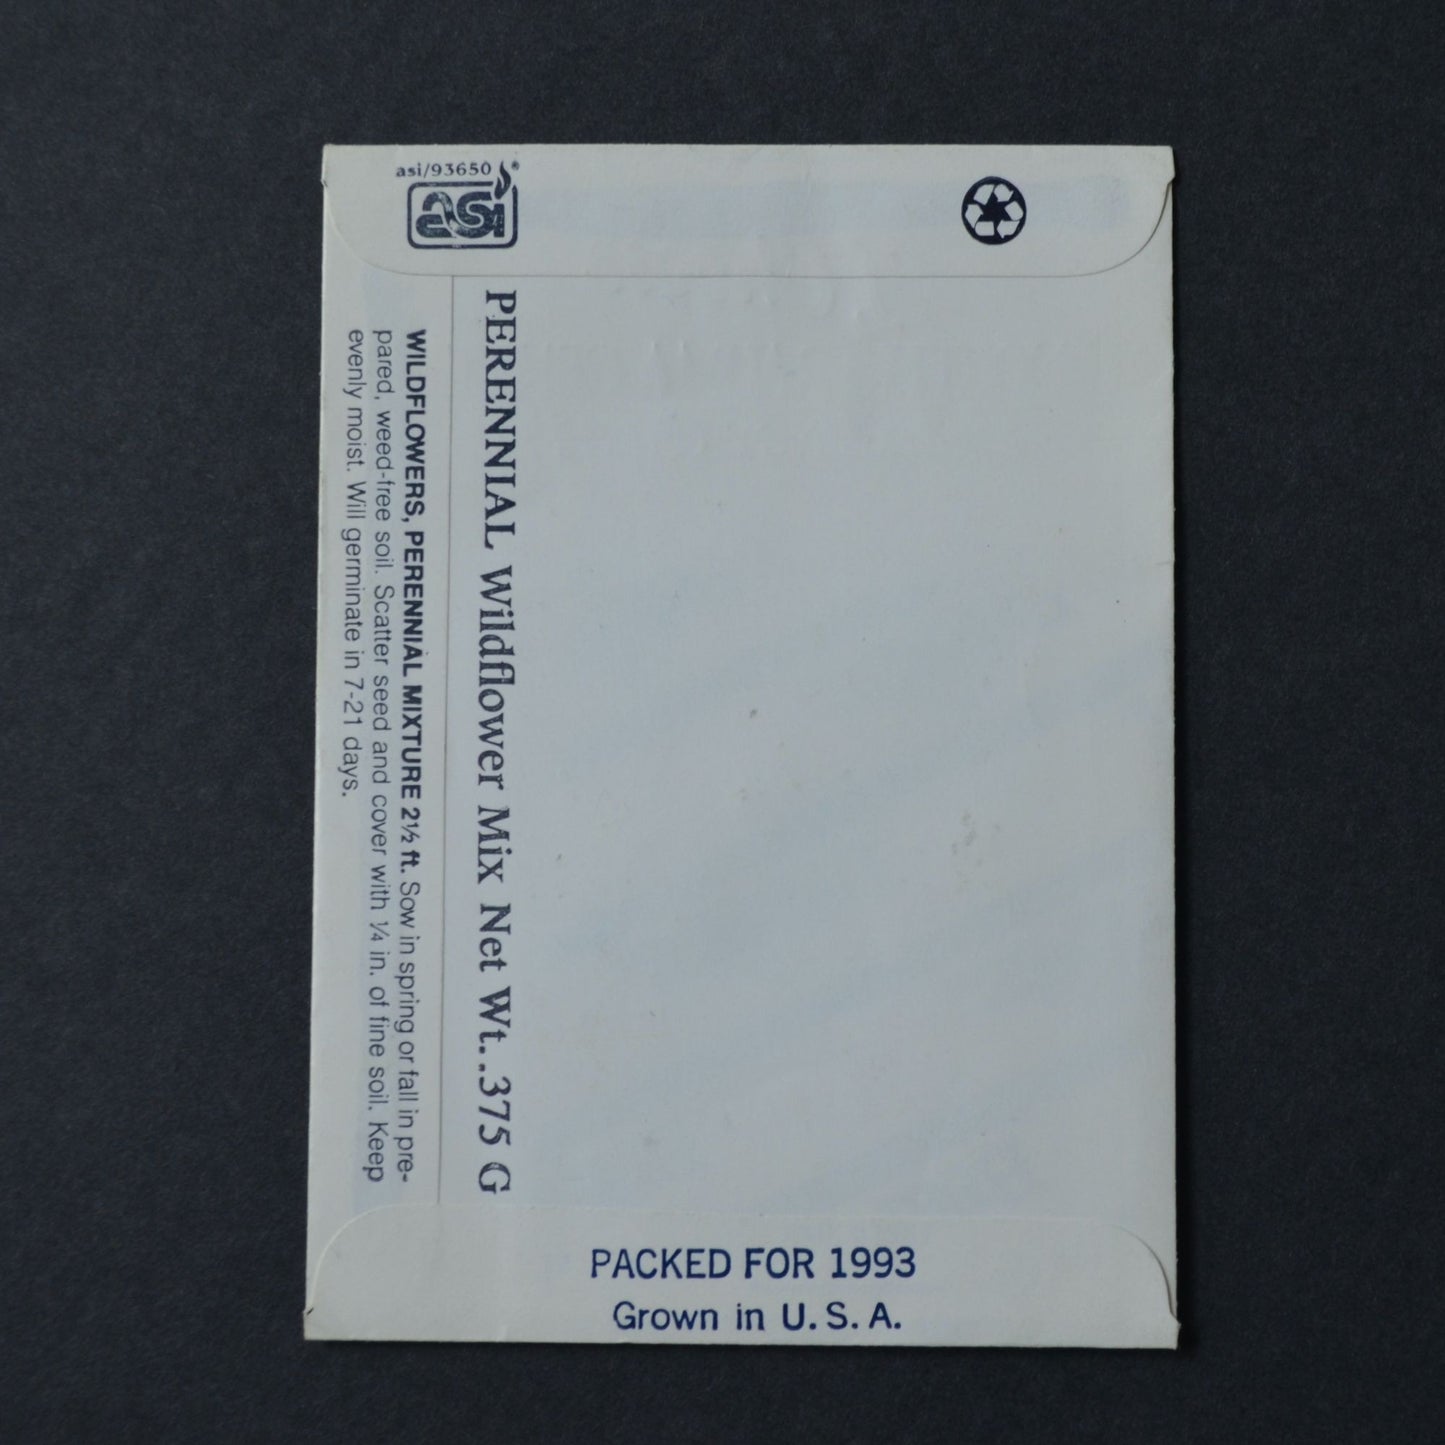 asi/93650
®
asi
PERENNIAL Wildflower Mix Net Wt..375 G
WILDFLOWERS, PERENNIAL MIXTURE 2½ ft. Sow in spring or fall in pre-
pared, weed-free soil. Scatter seed and cover with ¼ in. of fine soil. Keep
evenly moist. Will germinate in 7-21 days.
PACKED FOR 1993
Grown in U.S.A.